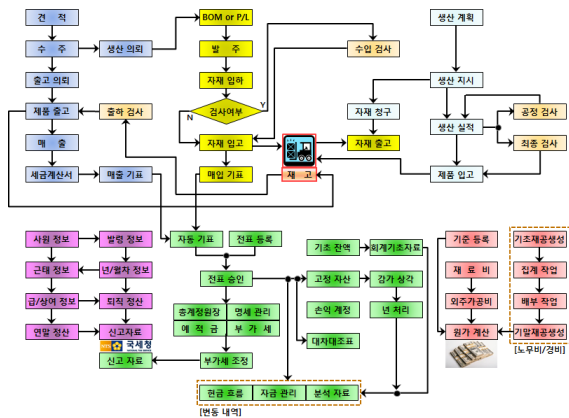 견 적
BOM or P/L
생산 계획
수 주
생산 의뢰
발 주
수입 검사
출고 의뢰
자재 입하
생산 지시
제품 출고
출하 검사
N
검사여부
Y
자재 청구
생산 실적
공정 검사
매 출
자재 입고
자재 출고
최종 검사
세금계산서
매출 기표
매입 기표
재 고
제품 입고
사원 정보
발령 정보
자동 기표
전표 등록
기초 잔액
회계기초자료
기준 등록
기초재공생성
근태 정보
년/월차 정보
전표 승인
고정 자산
감가 상각
재 료 비
집계 작업
급/상여 정보
퇴직 정산
총계정원장
명세 관리
손익 계정
년 처리
외주가공비
배부 작업
연말 정산
신고자료
예 적 금
부 가 세
대차대조표
원가 계산
기말재공생성
국세청
[노무비/경비]
신고 자료
부가세 조정
현금 흐름
자금 관리
분석 자료
[변동 내역]